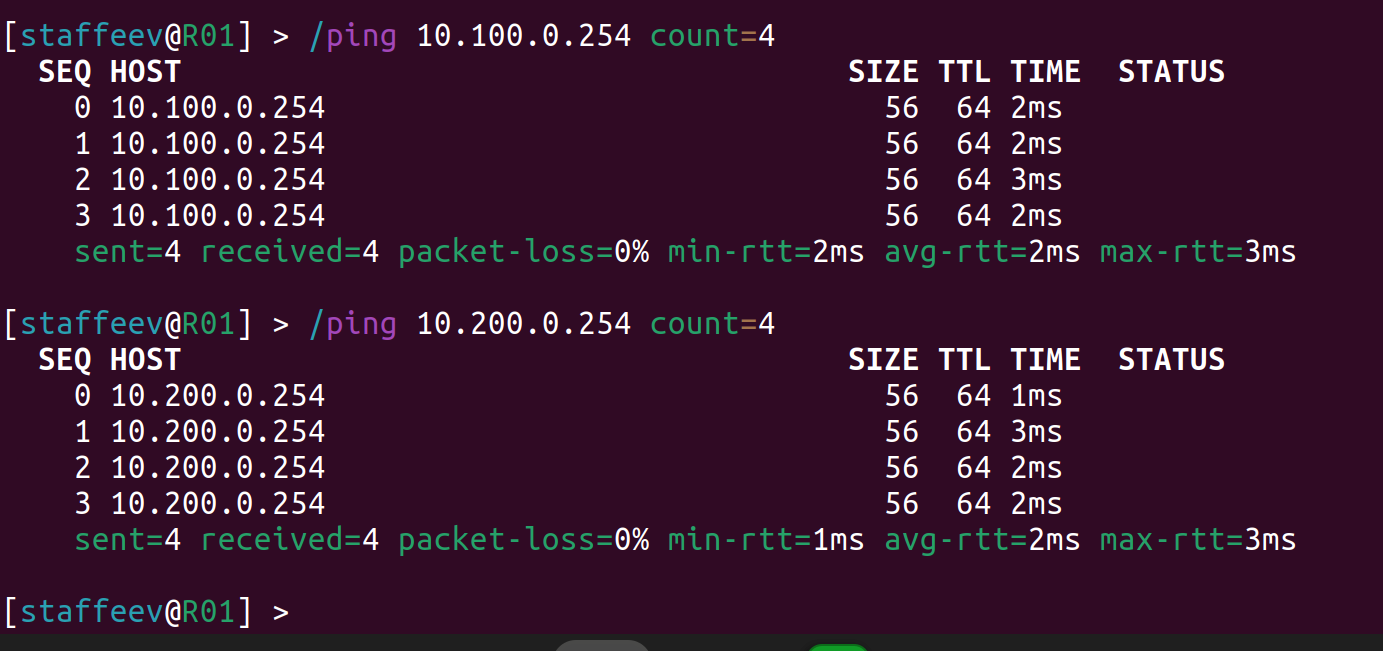 [staffeev@R01] > /ping 10.100.0.254 count=4
SEQ HOST SIZE TTL TIME STATUS
0 10.100.0.254 56 64 2ms
1 10.100.0.254 56 64 2ms
2 10.100.0.254 56 64 3ms
3 10.100.0.254 56 64 2ms
sent=4 received=4 packet-loss=0% min-rtt=2ms avg-rtt=2ms max-rtt=3ms
[staffeev@R01] > /ping 10.200.0.254 count=4
SEQ HOST SIZE TTL TIME STATUS
0 10.200.0.254 56 64 1ms
1 10.200.0.254 56 64 3ms
2 10.200.0.254 56 64 2ms
3 10.200.0.254 56 64 2ms
sent=4 received=4 packet-loss=0% min-rtt=1ms avg-rtt=2ms max-rtt=3ms
[staffeev@R01] >